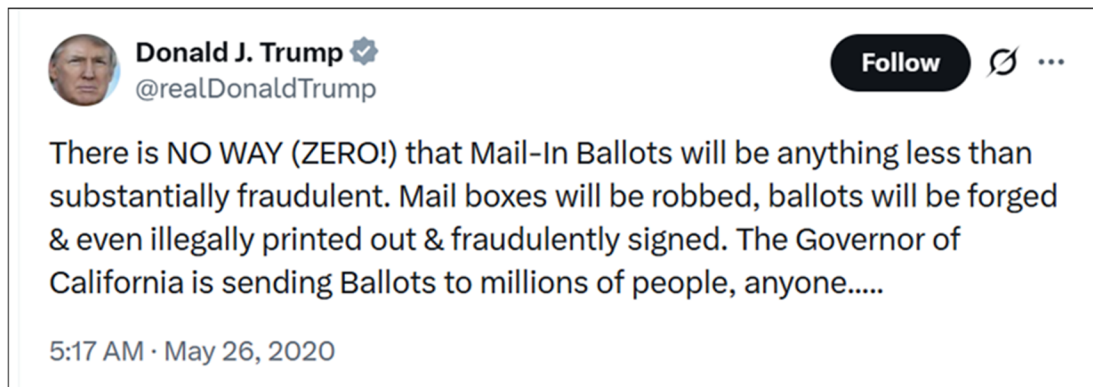 Donald J. Trump
@realDonaldTrump
Follow
There is NO WAY (ZERO!) that Mail-In Ballots will be anything less than
substantially fraudulent. Mail boxes will be robbed, ballots will be forged
& even illegally printed out & fraudulently signed. The Governor of
California is sending Ballots to millions of people, anyone.....
5:17 AM · May 26, 2020